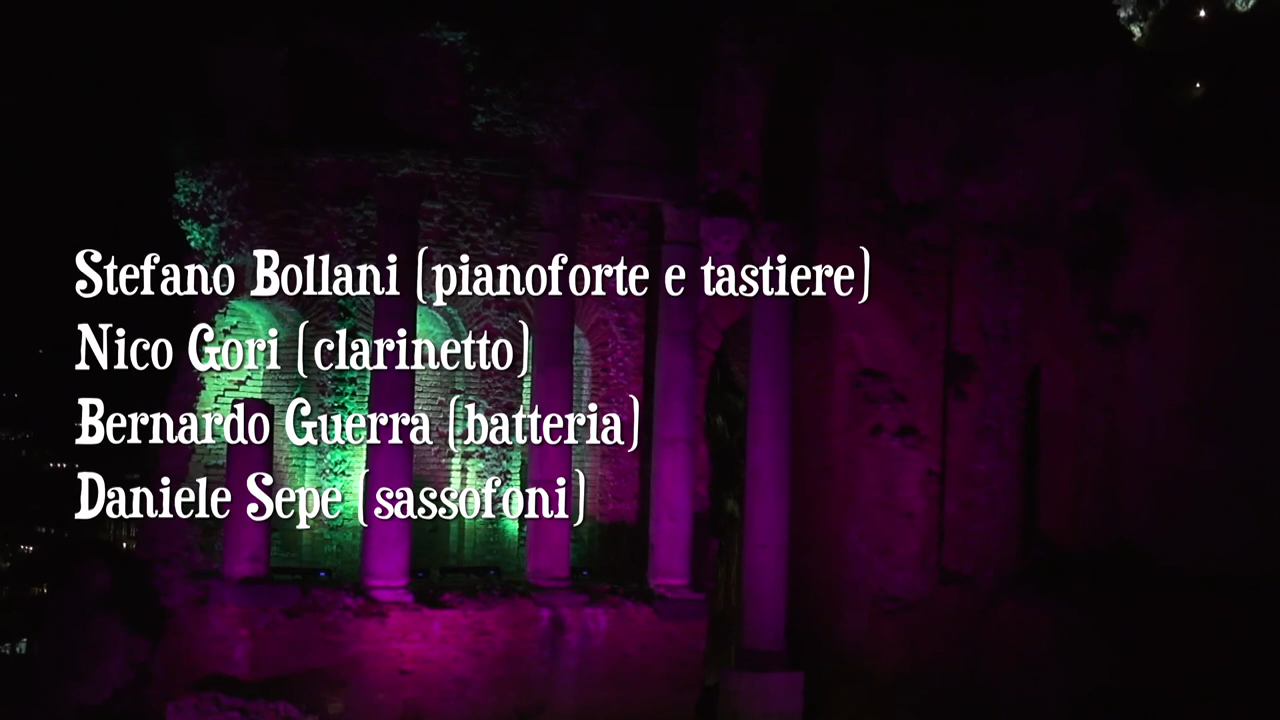 Stefano Bollani (pianoforte e tastiere)
Nico Gori (clarinetto)
Bernardo Guerra (batteria)
Daniele Sepe (sassofoni)